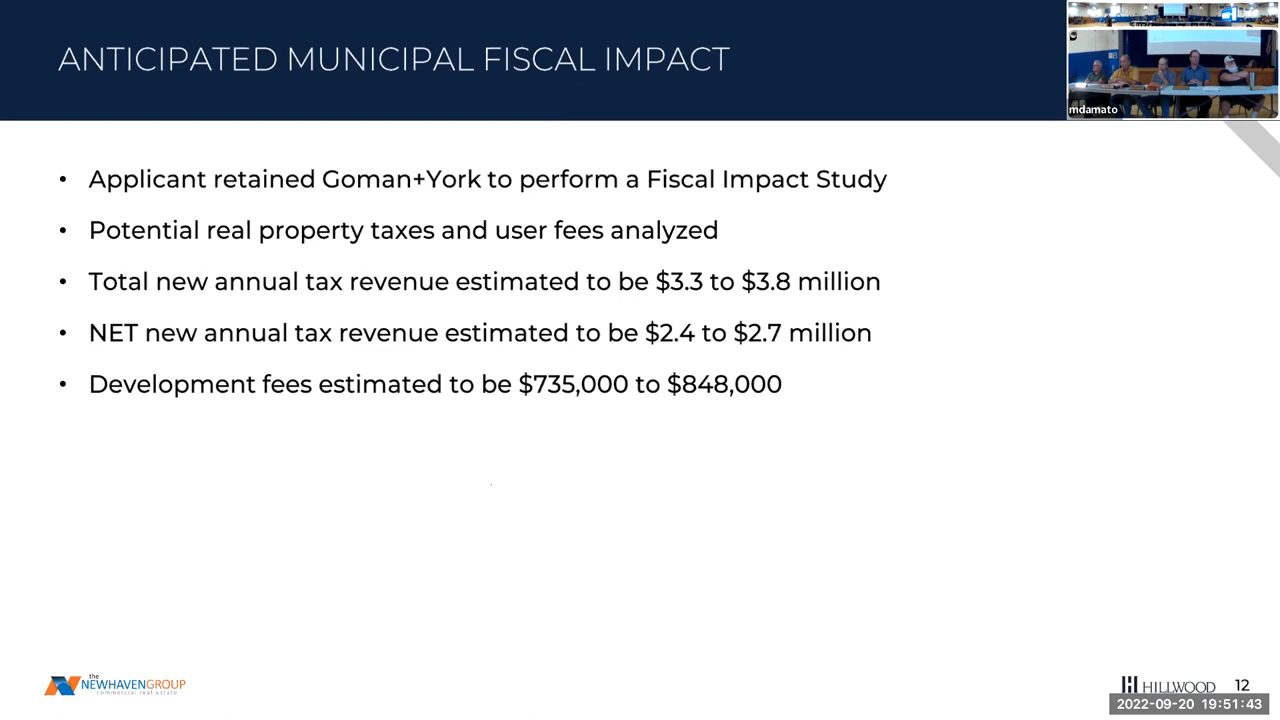 ANTICIPATED MUNICIPAL FISCAL IMPACT
mdamato
• Applicant retained Goman+York to perform a Fiscal Impact Study
• Potential real property taxes and user fees analyzed
• Total new annual tax revenue estimated to be $3.3 to $3.8 million
• NET new annual tax revenue estimated to be $2.4 to $2.7 million
• Development fees estimated to be $735,000 to $848,000
the
NEWHAVENGROUP
commercial real estate
HILLWOOD 12
2022-09-20 19:51:43